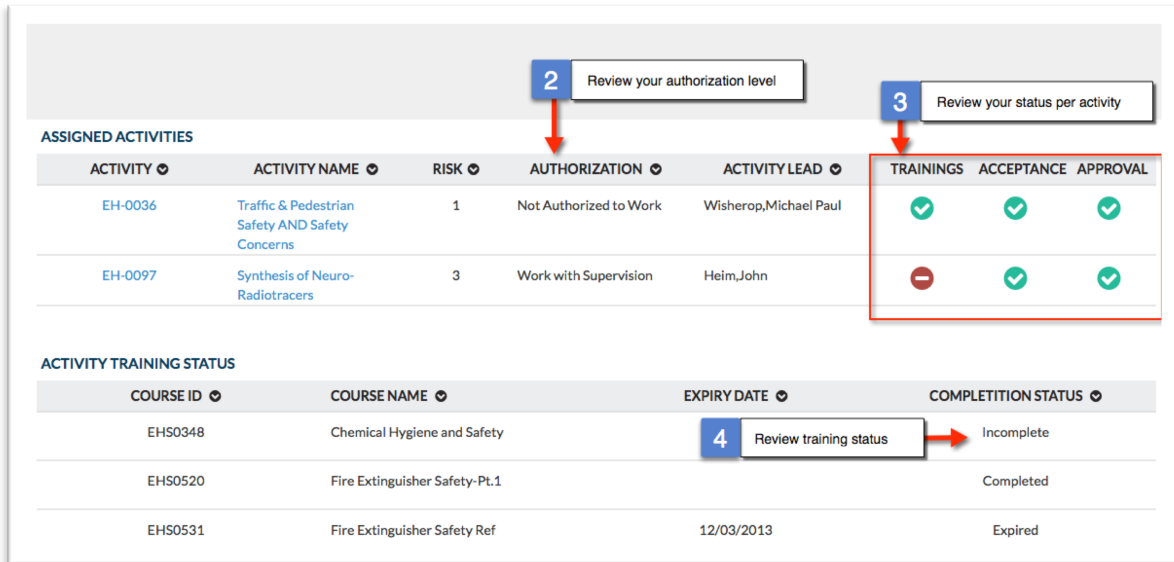 2 Review your authorization level
3 Review your status per activity
ASSIGNED ACTIVITIES
ACTIVITY ACTIVITY NAME RISK AUTHORIZATION ACTIVITY LEAD TRAININGS ACCEPTANCE APPROVAL
EH-0036 Traffic & Pedestrian 1 Not Authorized to Work Wisherop,Michael Paul
Safety AND Safety
Concerns
EH-0097 Synthesis of Neuro- 3 Work with Supervision Heim,John
Radiotracers
ACTIVITY TRAINING STATUS
COURSE ID COURSE NAME EXPIRY DATE COMPLETITION STATUS
EHS0348 Chemical Hygiene and Safety 4 Review training status Incomplete
EHS0520 Fire Extinguisher Safety-Pt.1 Completed
EHS0531 Fire Extinguisher Safety Ref 12/03/2013 Expired